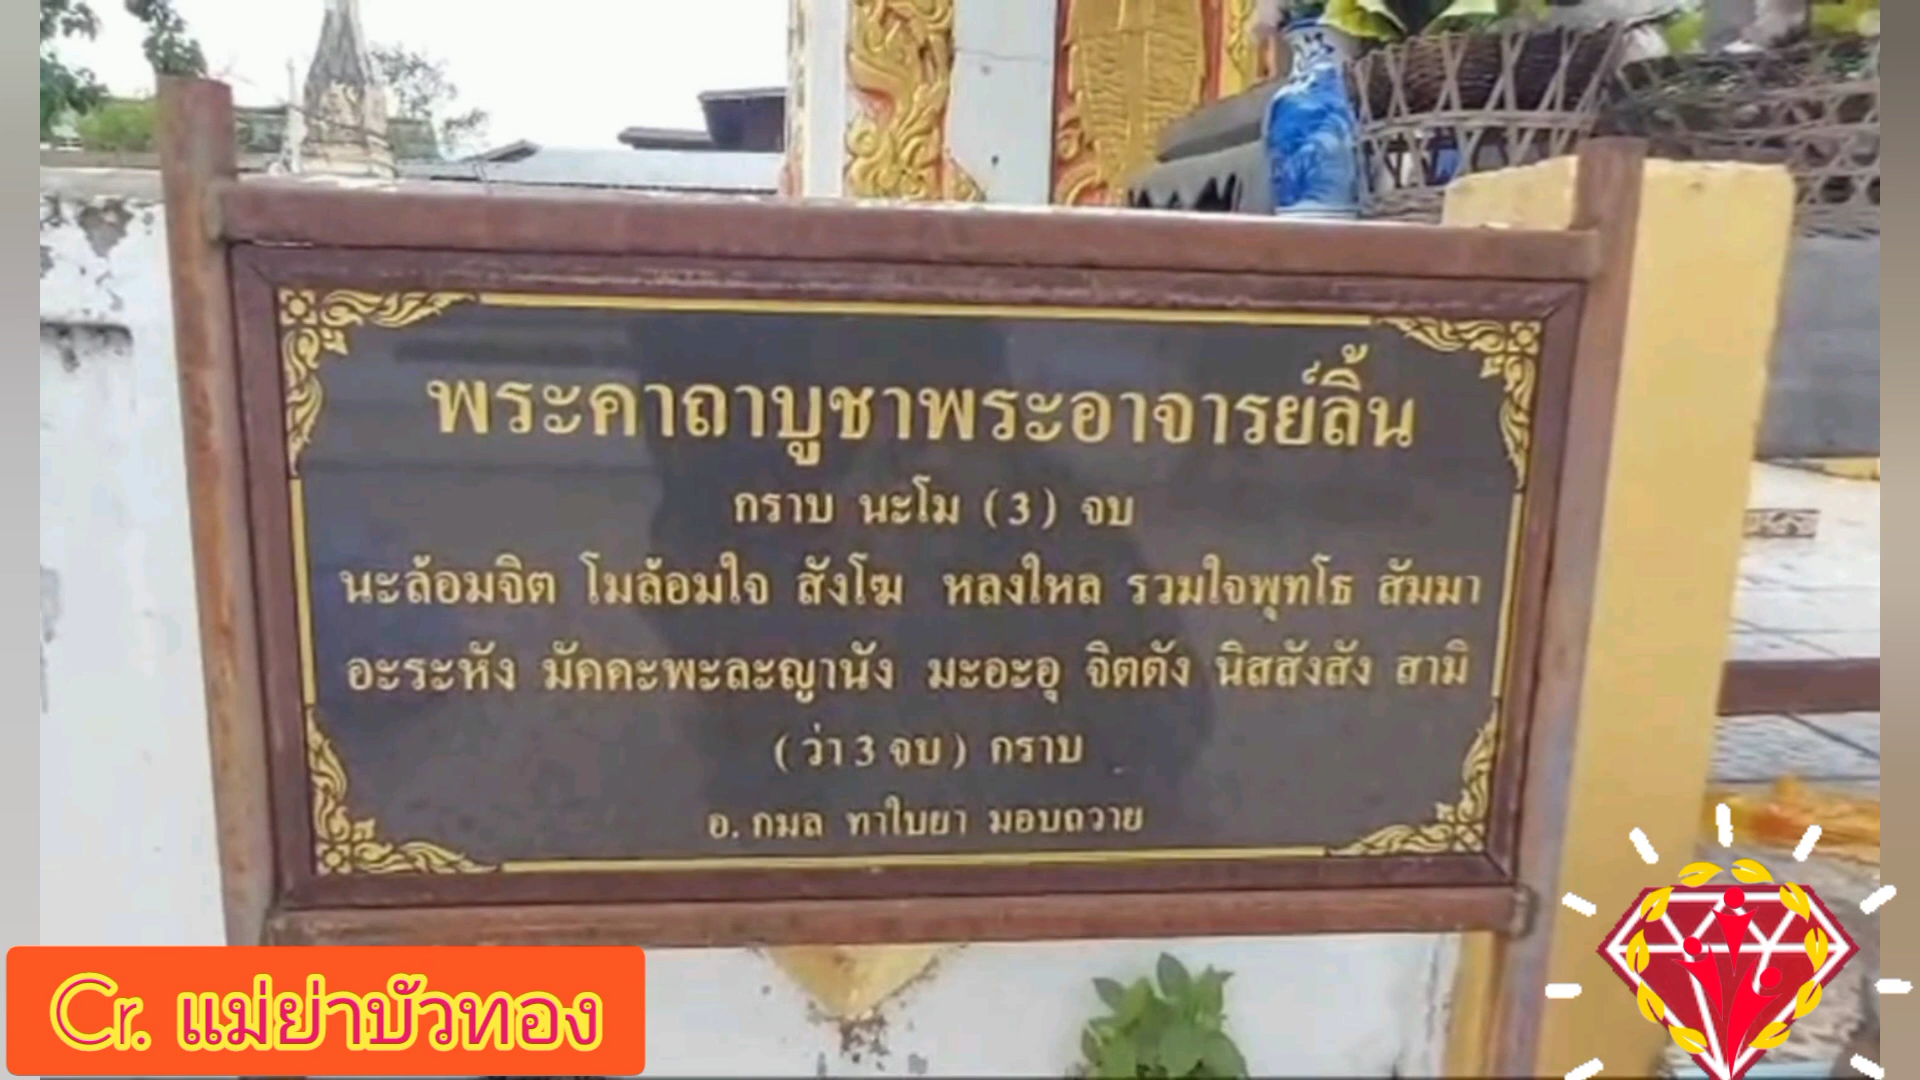 พระคาถาบูชาพระอาจารย์ลิ้น
กราบ นะโม (3) จบ
นะล้อมจิต โมล้อมใจ สังโฆ หลงใหล รวมใจพุทโธ สัมมา
อะระหัง มัคคะพะละญานัง มะอะอุ จิตตัง นิสสังสัง สามิ
(ว่า 3 จบ) กราบ
อ. กมล ทาใบยา มอบถวาย
Cr. แม่ย่าบัวทอง